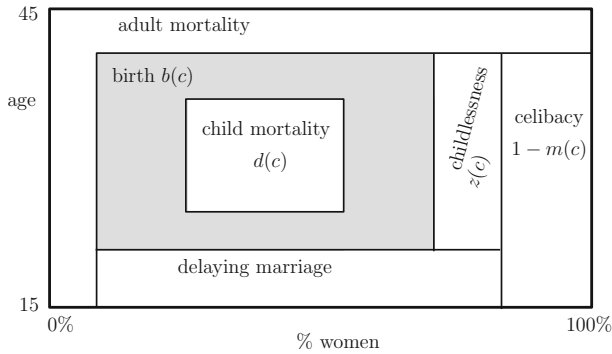 45
adult mortality
birth b(c)
age
child mortality
d(c)
childlessness
z(c)
celibacy
1 − m(c)
delaying marriage
15
0%
100%
% women